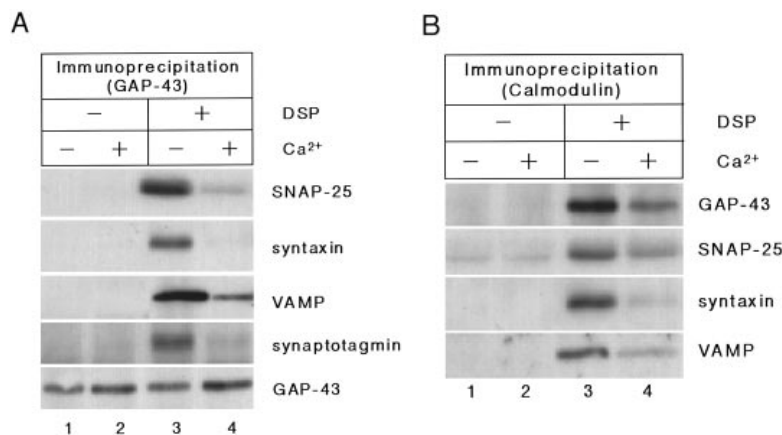 A
Immunoprecipitation
(GAP-43)
− + DSP
− + − + Ca²⁺
SNAP-25
syntaxin
VAMP
synaptotagmin
GAP-43
1 2 3 4
B
Immunoprecipitation
(Calmodulin)
− + DSP
− + − + Ca²⁺
GAP-43
SNAP-25
syntaxin
VAMP
1 2 3 4